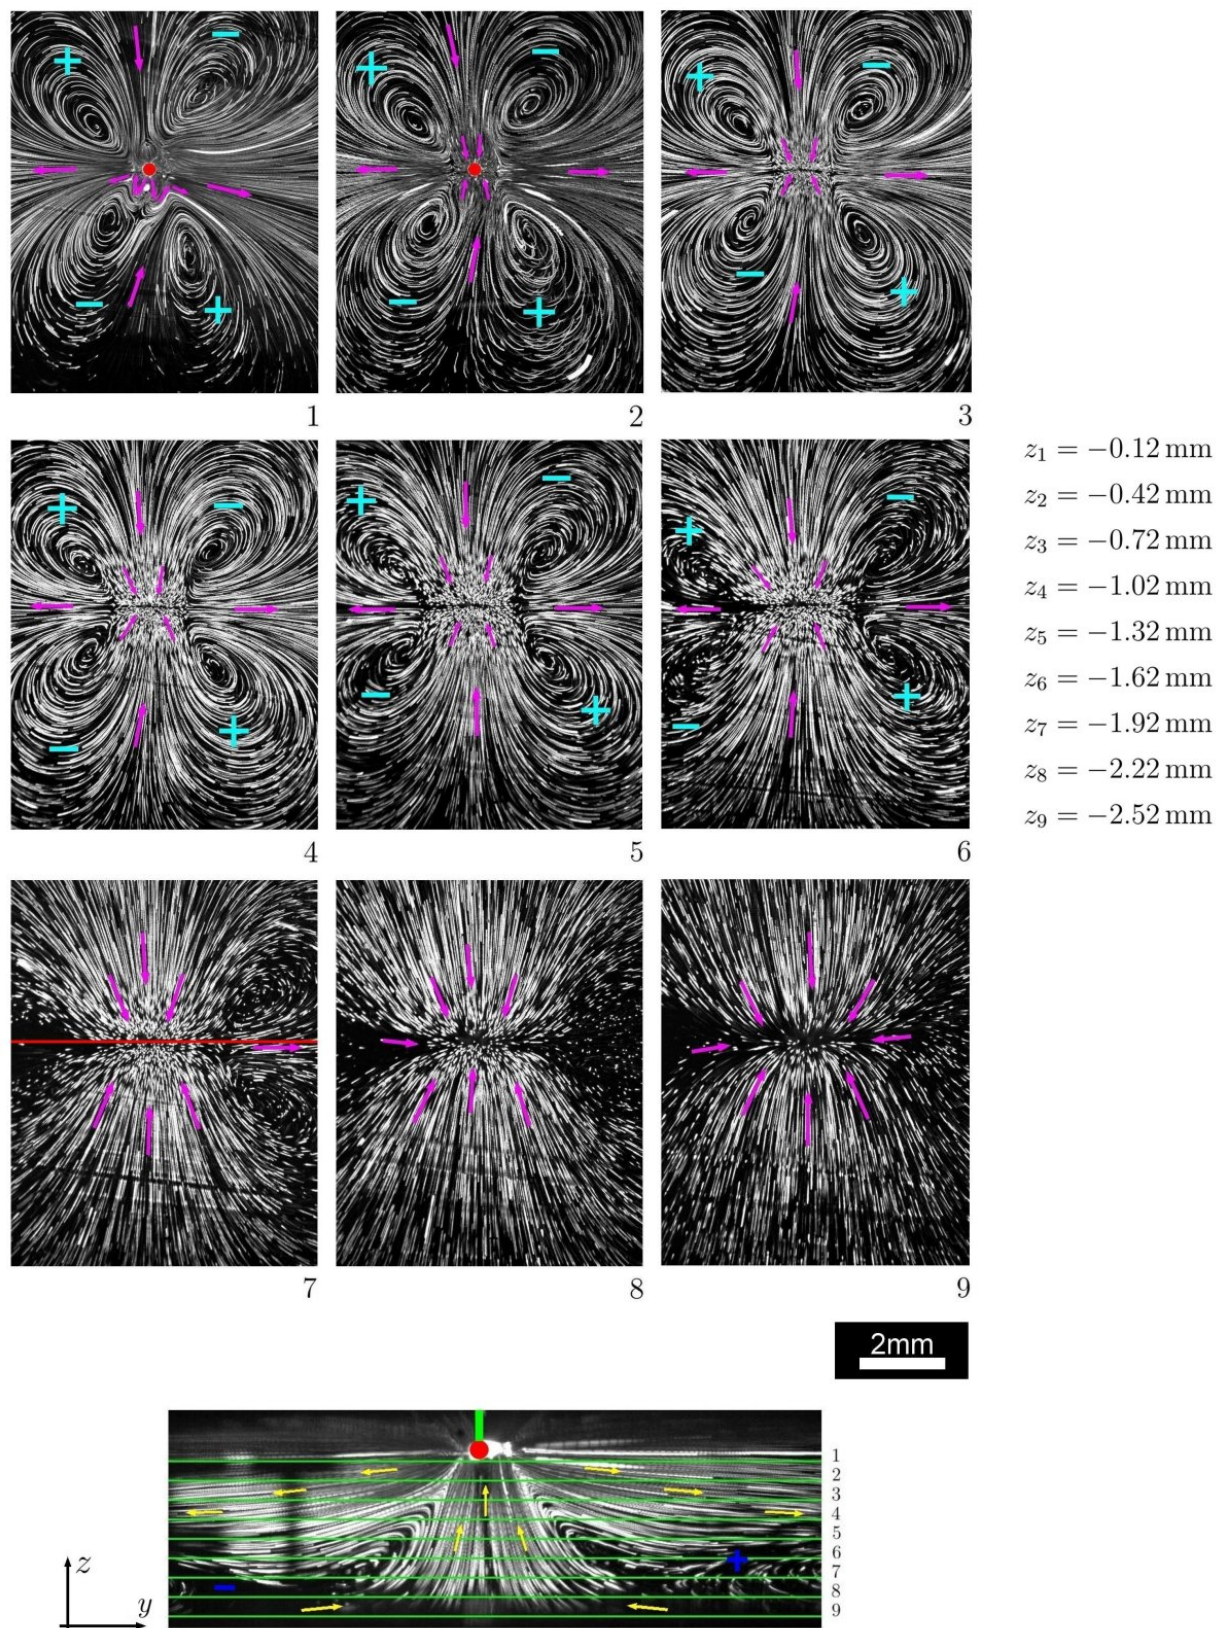 + − + − + −
− + − + − +
1 2 3
+ − + − + −
− + − + − +
4 5 6
z₁ = −0.12 mm
z₂ = −0.42 mm
z₃ = −0.72 mm
z₄ = −1.02 mm
z₅ = −1.32 mm
z₆ = −1.62 mm
z₇ = −1.92 mm
z₈ = −2.22 mm
z₉ = −2.52 mm
7 8 9
2mm
1
2
3
4
5
6
7
8
9
− +
z
y